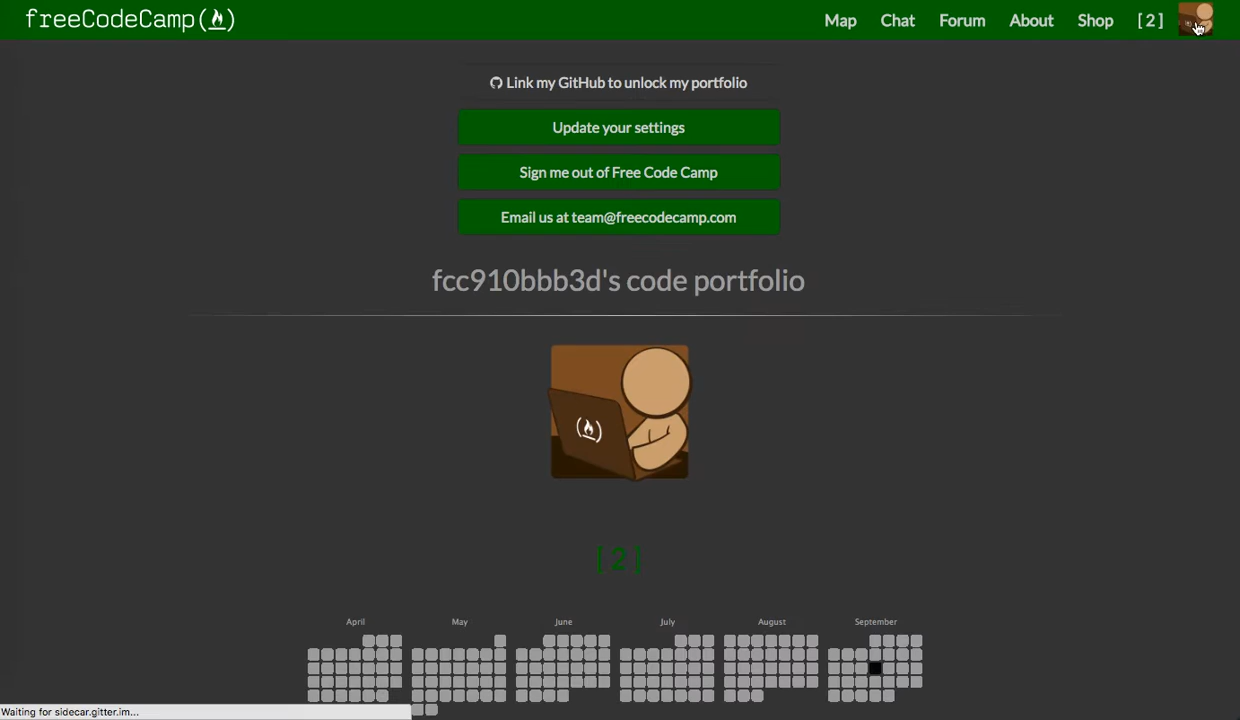 freeCodeCamp(🔥)
Map Chat Forum About Shop [ 2 ]
Link my GitHub to unlock my portfolio
Update your settings
Sign me out of Free Code Camp
Email us at team@freecodecamp.com
fcc910bbb3d's code portfolio
[ 2 ]
April May June July August September
Waiting for sidecar.gitter.im...